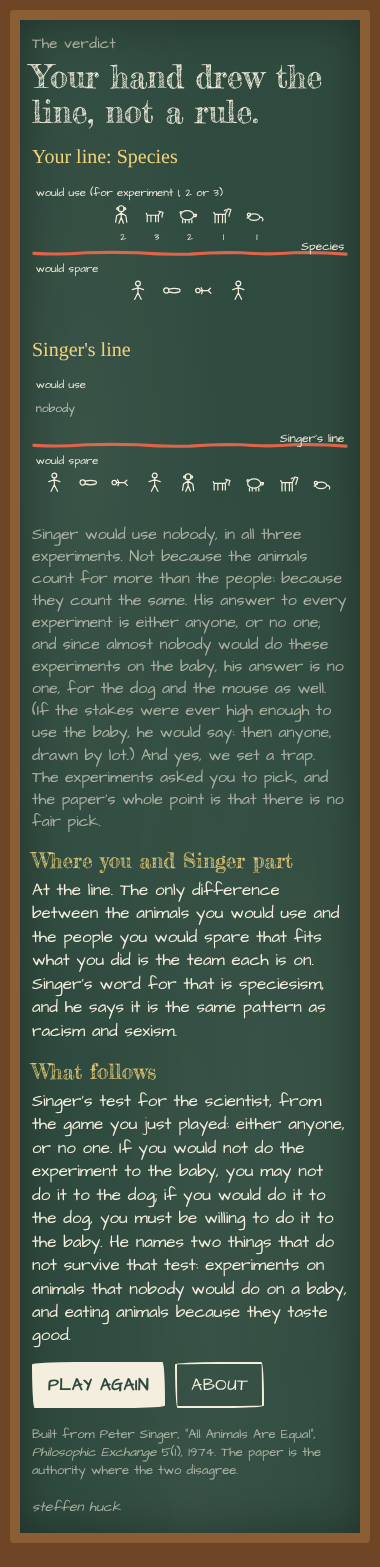 The verdict
Your hand drew the
line, not a rule.
Your line: Species
would use (for experiment 1, 2 or 3)
2 3 2 1 1
Species
would spare
Singer's line
would use
nobody
Singer's line
would spare
Singer would use nobody, in all three
experiments. Not because the animals
count for more than the people: because
they count the same. His answer to every
experiment is either anyone, or no one;
and since almost nobody would do these
experiments on the baby, his answer is no
one, for the dog and the mouse as well.
(If the stakes were ever high enough to
use the baby, he would say: then anyone,
drawn by lot.) And yes, we set a trap.
The experiments asked you to pick, and
the paper's whole point is that there is no
fair pick.
Where you and Singer part
At the line. The only difference
between the animals you would use and
the people you would spare that fits
what you did is the team each is on.
Singer's word for that is speciesism,
and he says it is the same pattern as
racism and sexism.
What follows
Singer's test for the scientist, from
the game you just played: either anyone,
or no one. If you would not do the
experiment to the baby, you may not
do it to the dog; if you would do it to
the dog, you must be willing to do it to
the baby. He names two things that do
not survive that test: experiments on
animals that nobody would do on a baby,
and eating animals because they taste
good.
PLAY AGAIN ABOUT
Built from Peter Singer, "All Animals Are Equal",
Philosophic Exchange 5(1), 1974. The paper is the
authority where the two disagree.
steffen huck